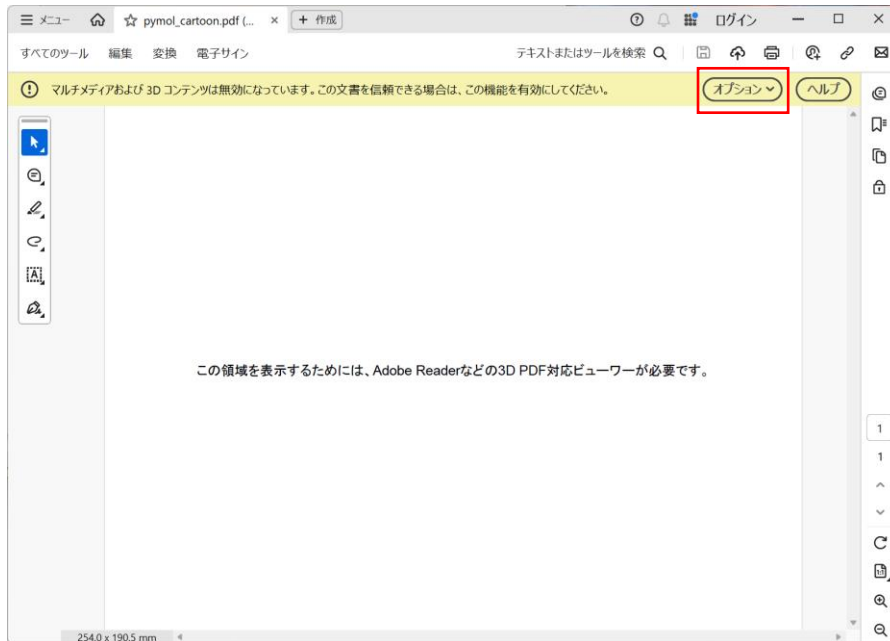 メニュー
pymol_cartoon.pdf (...
× + 作成
ログイン
すべてのツール 編集 変換 電子サイン
テキストまたはツールを検索
マルチメディアおよび 3D コンテンツは無効になっています。この文書を信頼できる場合は、この機能を有効にしてください。
オプション
ヘルプ
この領域を表示するためには、Adobe Readerなどの3D PDF対応ビューワーが必要です。
1
1
254.0 x 190.5 mm